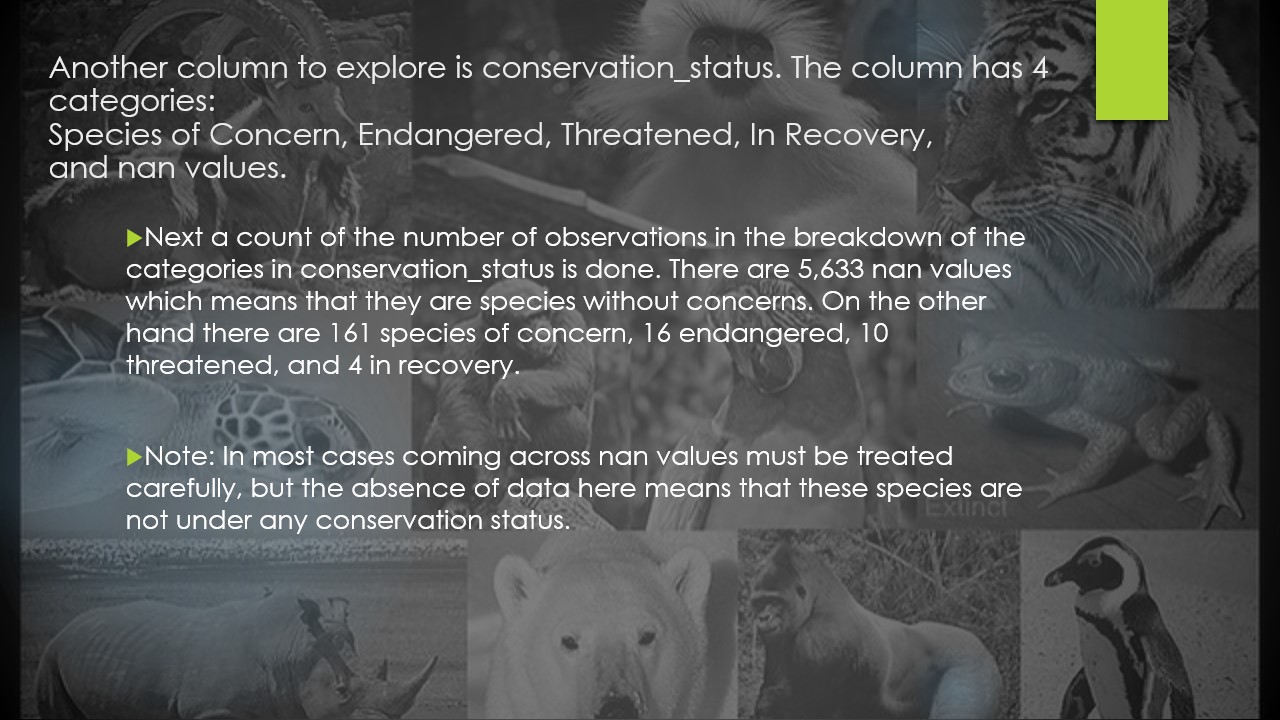 Another column to explore is conservation_status. The column has 4
categories:
Species of Concern, Endangered, Threatened, In Recovery,
and nan values.
Next a count of the number of observations in the breakdown of the
categories in conservation_status is done. There are 5,633 nan values
which means that they are species without concerns. On the other
hand there are 161 species of concern, 16 endangered, 10
threatened, and 4 in recovery.
Note: In most cases coming across nan values must be treated
carefully, but the absence of data here means that these species are
not under any conservation status.
Extinct